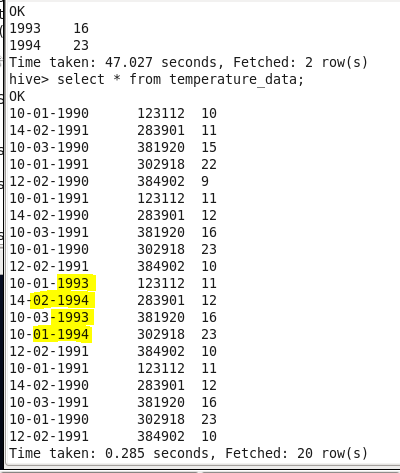 OK
1993 16
1994 23
Time taken: 47.027 seconds, Fetched: 2 row(s)
hive> select * from temperature_data;
OK
10-01-1990 123112 10
14-02-1991 283901 11
10-03-1990 381920 15
10-01-1991 302918 22
12-02-1990 384902 9
10-01-1991 123112 11
14-02-1990 283901 12
10-03-1991 381920 16
10-01-1990 302918 23
12-02-1991 384902 10
10-01-1993 123112 11
14-02-1994 283901 12
10-03-1993 381920 16
10-01-1994 302918 23
12-02-1991 384902 10
10-01-1991 123112 11
14-02-1990 283901 12
10-03-1991 381920 16
10-01-1990 302918 23
12-02-1991 384902 10
Time taken: 0.285 seconds, Fetched: 20 row(s)